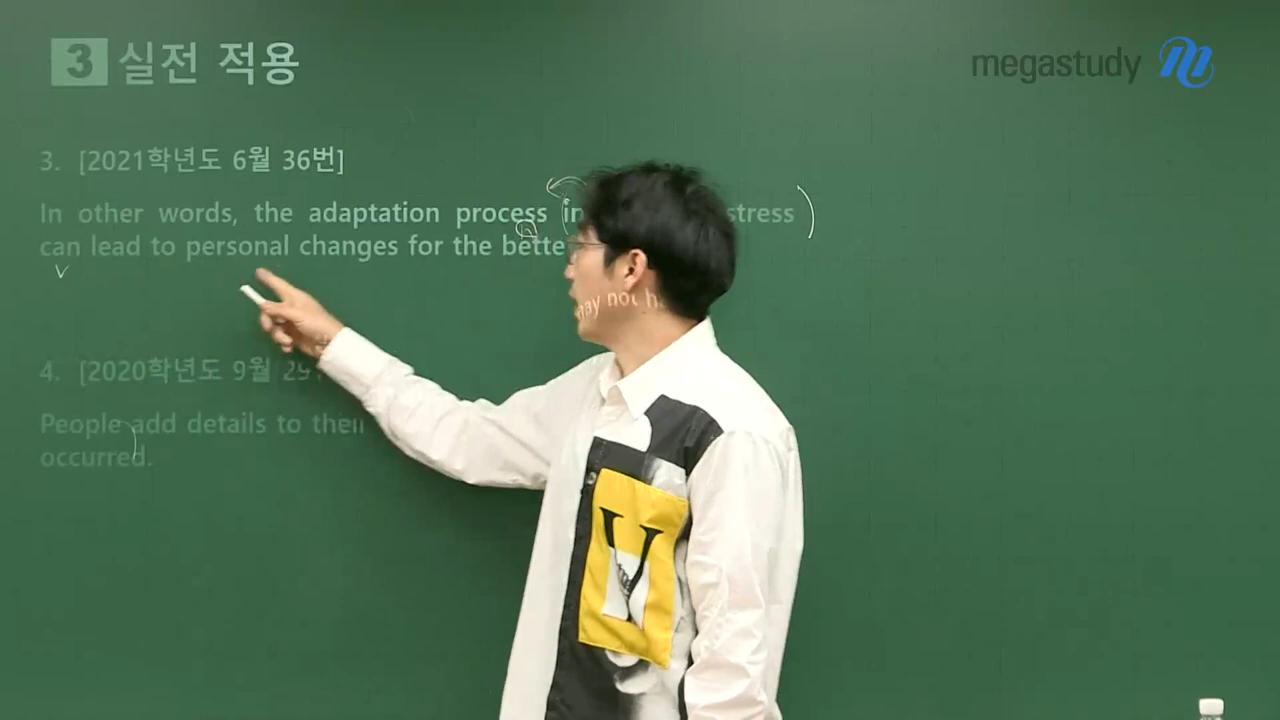 3 실전 적용
megastudy
3. [2021학년도 6월 36번]
In other words, the adaptation process in stress
can lead to personal changes for the
may not
4. [2020학년도 9월
People add details to their
occurred.
V